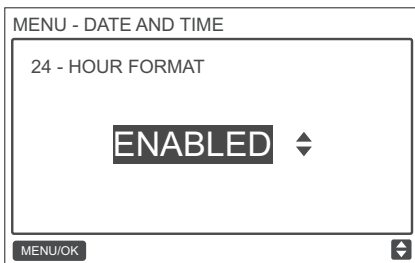 MENU - DATE AND TIME
24 - HOUR FORMAT
ENABLED
MENU/OK